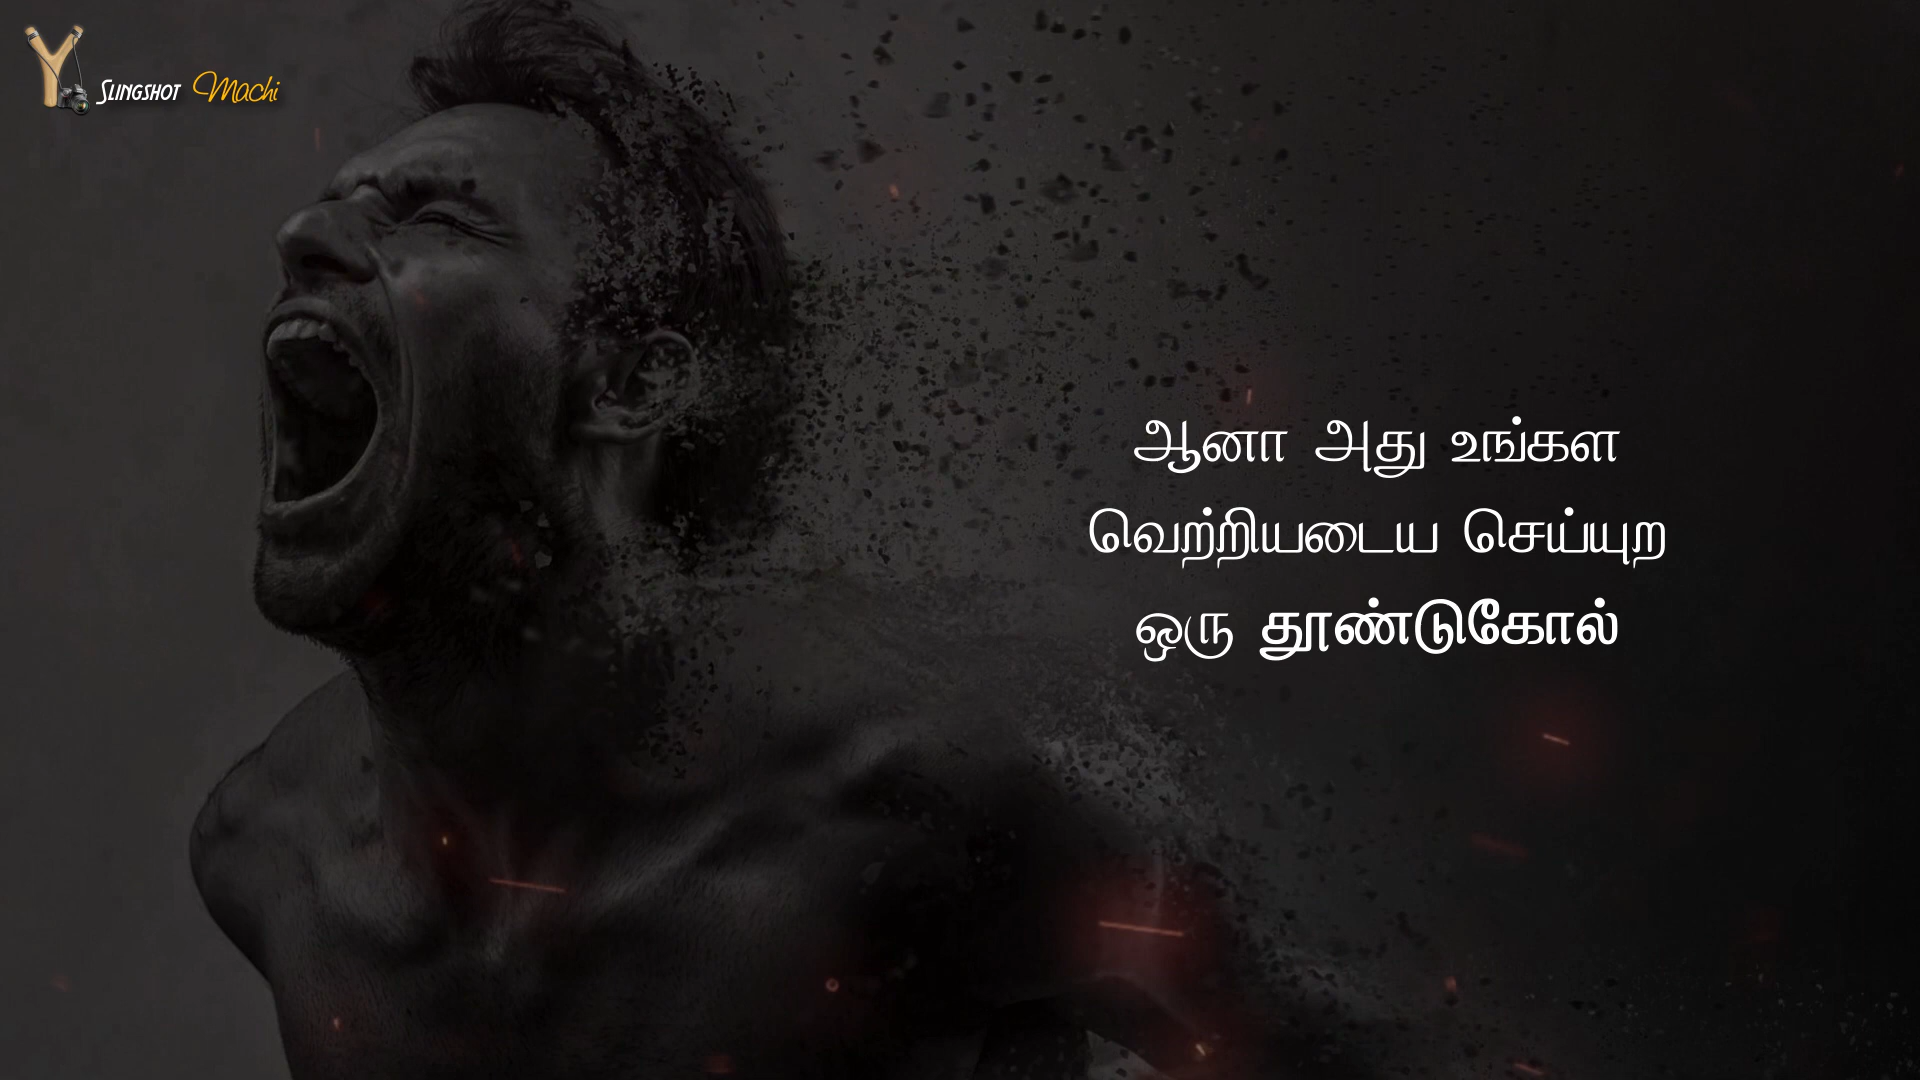 Slingshot Machi
ஆனா அது உங்கள
வெற்றியடைய செய்யுற
ஒரு தூண்டுகோல்